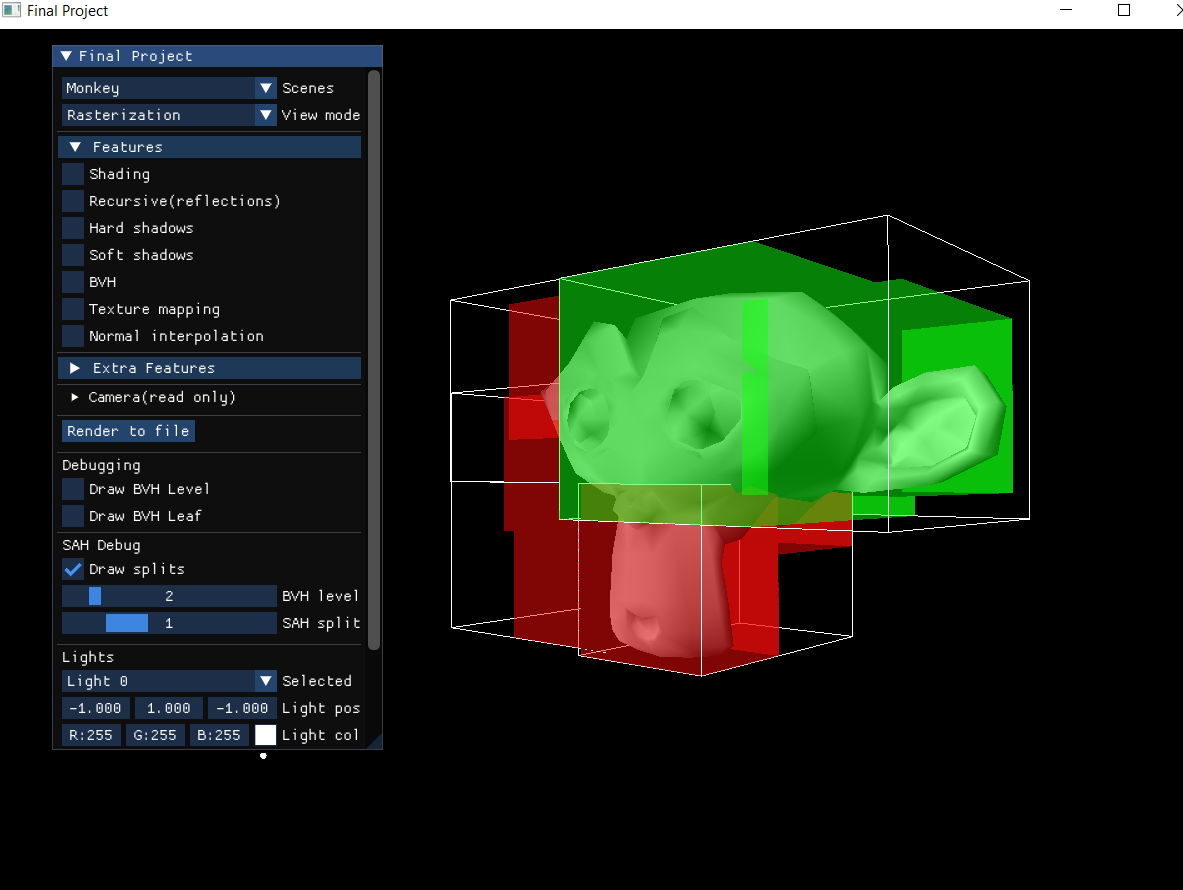 Final Project
Final Project
Monkey Scenes
Rasterization View mode
Features
Shading
Recursive(reflections)
Hard shadows
Soft shadows
BVH
Texture mapping
Normal interpolation
Extra Features
Camera(read only)
Render to file
Debugging
Draw BVH Level
Draw BVH Leaf
SAH Debug
Draw splits
2 BVH level
1 SAH split
Lights
Light 0 Selected
-1.000 1.000 -1.000 Light pos
R:255 G:255 B:255 Light col